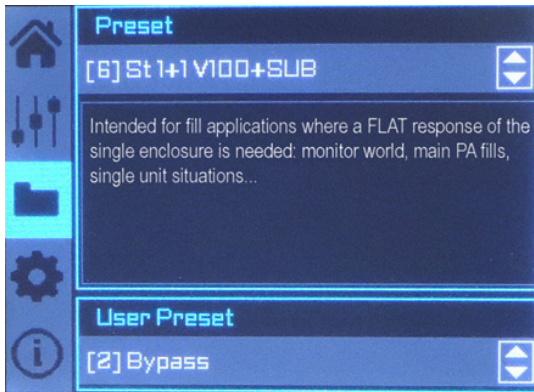 Preset
[6] St 1+1 V100+SUB
Intended for fill applications where a FLAT response of the
single enclosure is needed: monitor world, main PA fills,
single unit situations...
User Preset
[2] Bypass